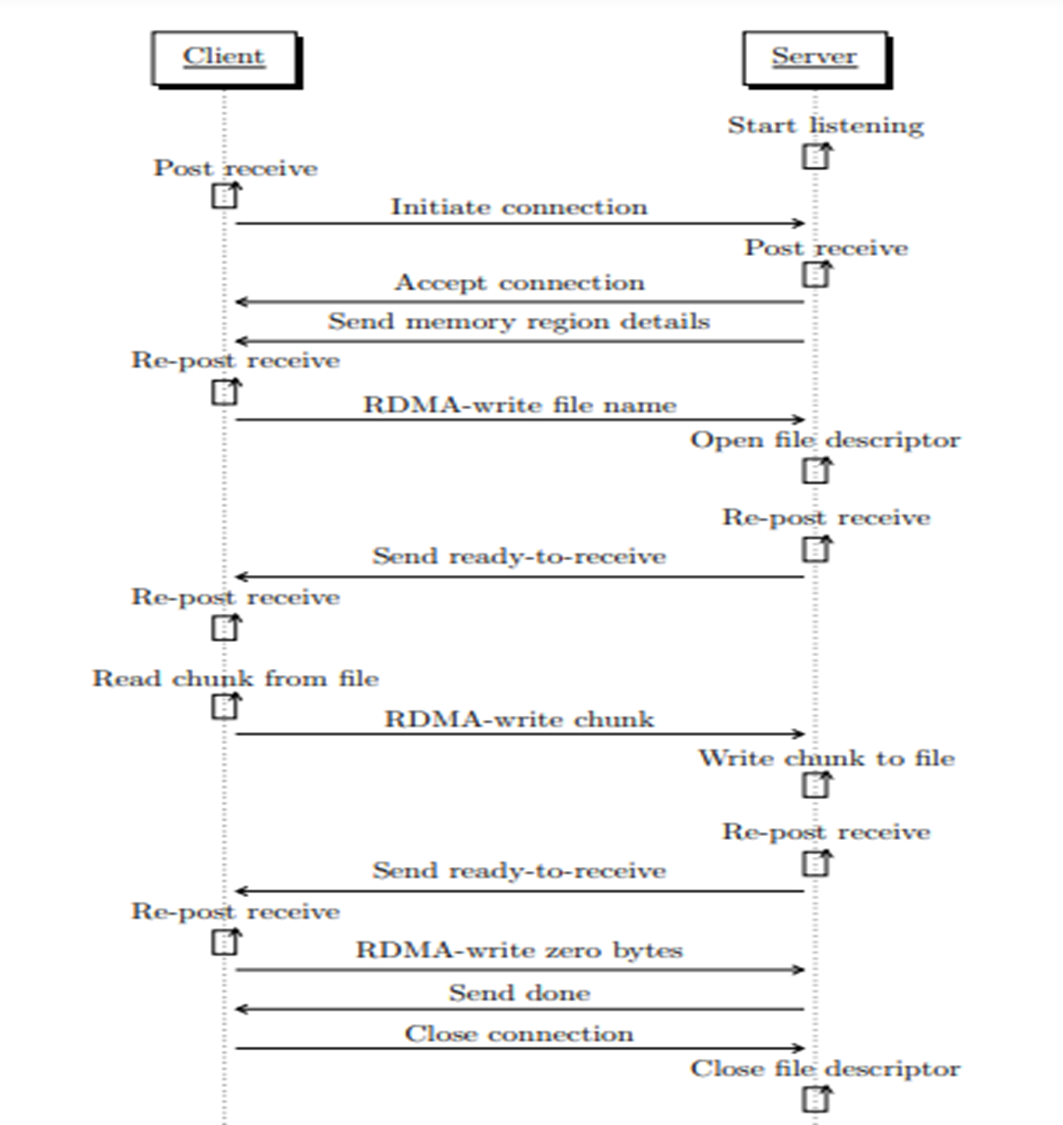 Client
Server
Start listening
Post receive
Initiate connection
Post receive
Accept connection
Send memory region details
Re-post receive
RDMA-write file name
Open file descriptor
Re-post receive
Send ready-to-receive
Re-post receive
Read chunk from file
RDMA-write chunk
Write chunk to file
Re-post receive
Send ready-to-receive
Re-post receive
RDMA-write zero bytes
Send done
Close connection
Close file descriptor